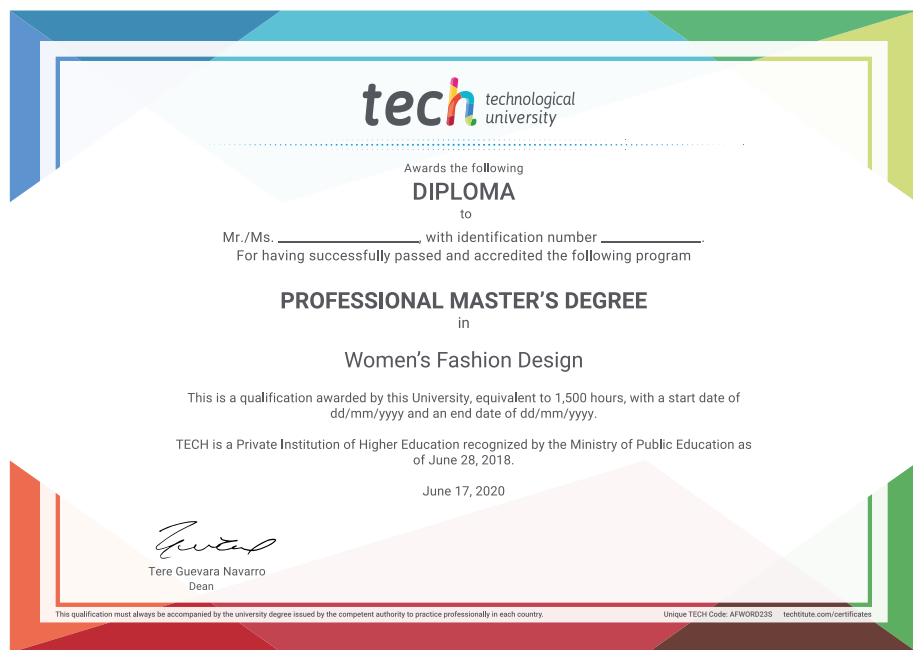 tech technological
university
Awards the following
DIPLOMA
to
Mr./Ms. ____________________, with identification number ______________.
For having successfully passed and accredited the following program
PROFESSIONAL MASTER'S DEGREE
in
Women's Fashion Design
This is a qualification awarded by this University, equivalent to 1,500 hours, with a start date of
dd/mm/yyyy and an end date of dd/mm/yyyy.
TECH is a Private Institution of Higher Education recognized by the Ministry of Public Education as
of June 28, 2018.
June 17, 2020
Tere Guevara Navarro
Dean
This qualification must always be accompanied by the university degree issued by the competent authority to practice professionally in each country. Unique TECH Code: AFWORD23S techtitute.com/certificates